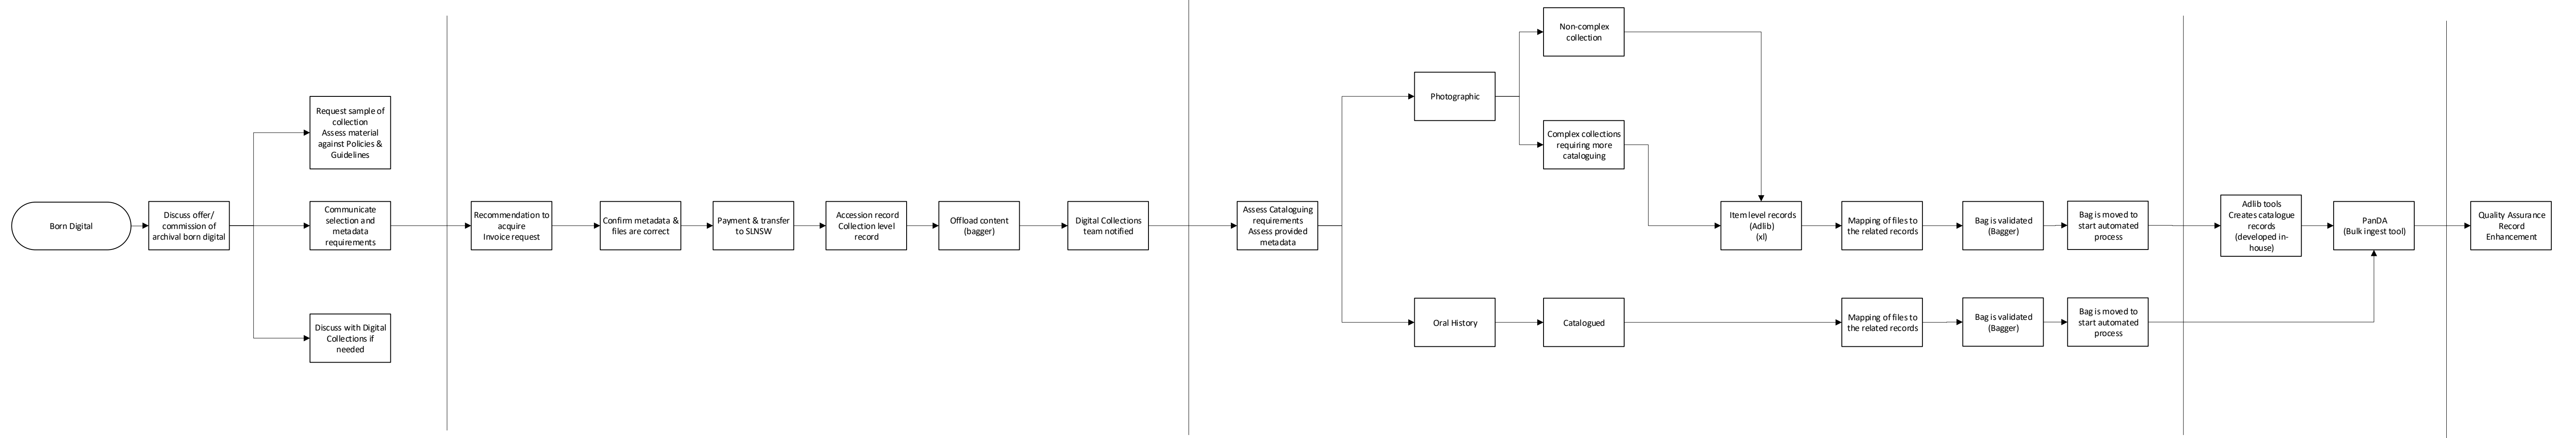 Born Digital
Discuss offer/
commission of
archival born digital
Request sample of
collection
Assess material
against Policies &
Guidelines
Communicate
selection and
metadata
requirements
Discuss with Digital
Collections if
needed
Recommendation to
acquire
Invoice request
Confirm metadata &
files are correct
Payment & transfer
to SLNSW
Accession record
Collection level
record
Offload content
(bagger)
Digital Collections
team notified
Assess Cataloguing
requirements
Assess provided
metadata
Photographic
Non-complex
collection
Complex collections
requiring more
cataloguing
Item level records
(Adlib)
(xl)
Mapping of files to
the related records
Bag is validated
(Bagger)
Bag is moved to
start automated
process
Oral History
Catalogued
Mapping of files to
the related records
Bag is validated
(Bagger)
Bag is moved to
start automated
process
Adlib tools
Creates catalogue
records
(developed in-
house)
PanDA
(Bulk ingest tool)
Quality Assurance
Record
Enhancement